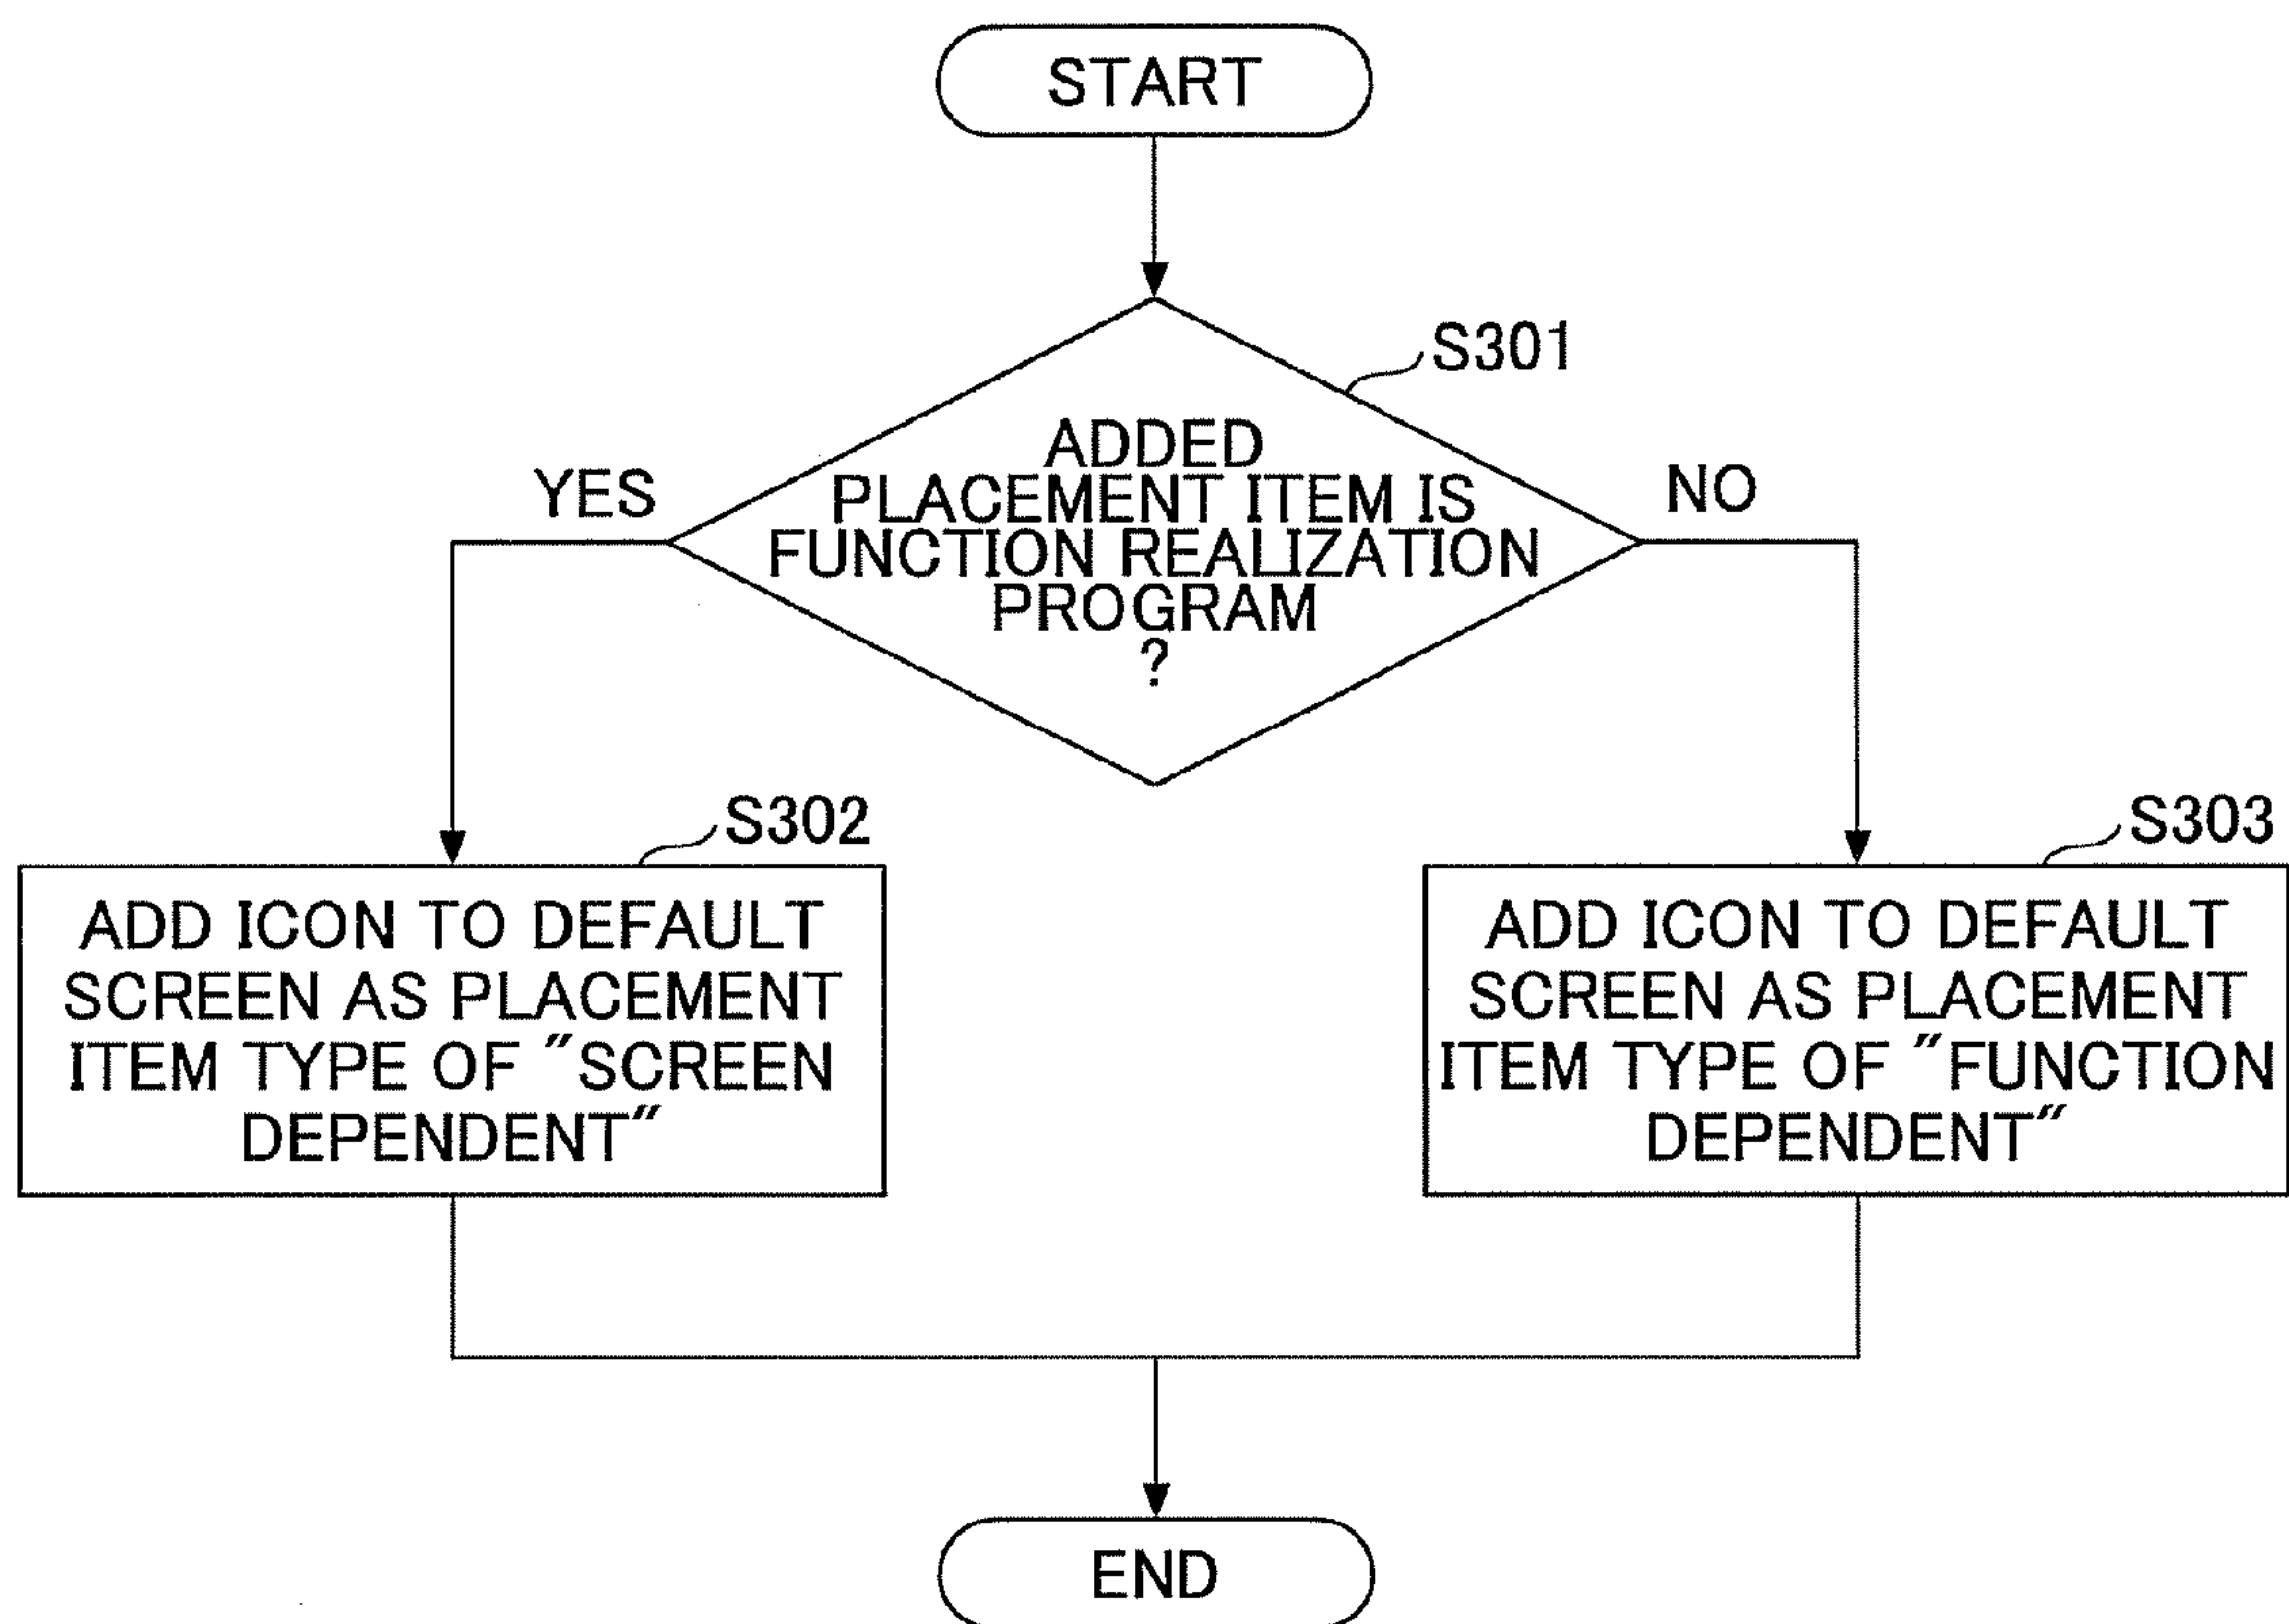 START
S301
ADDED
PLACEMENT ITEM IS
FUNCTION REALIZATION
PROGRAM
?
YES
NO
S302
ADD ICON TO DEFAULT
SCREEN AS PLACEMENT
ITEM TYPE OF "SCREEN
DEPENDENT"
S303
ADD ICON TO DEFAULT
SCREEN AS PLACEMENT
ITEM TYPE OF "FUNCTION
DEPENDENT"
END